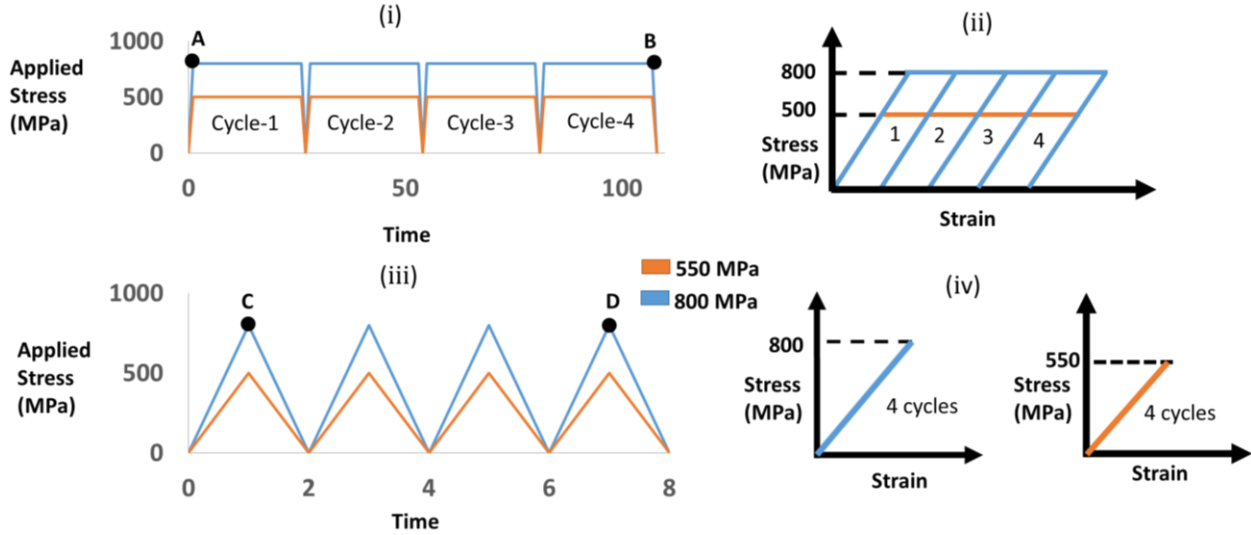 (i)
1000
A
B
Applied
Stress
(MPa)
500
Cycle-1
Cycle-2
Cycle-3
Cycle-4
0
0
50
100
Time
(ii)
800
500
Stress
(MPa)
1
2
3
4
Strain
(iii)
550 MPa
800 MPa
1000
C
D
Applied
Stress
(MPa)
500
0
0
2
4
6
8
Time
(iv)
800
Stress
(MPa)
4 cycles
Strain
550
Stress
(MPa)
4 cycles
Strain